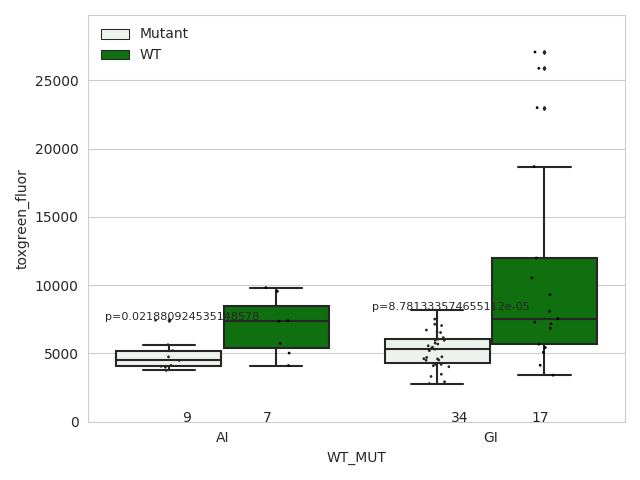 Mutant
WT
25000
20000
15000
10000
5000
0
toxgreen_fluor
p=0.021880924535148578
p=8.781333574655112e-05
9
7
34
17
AI
GI
WT_MUT